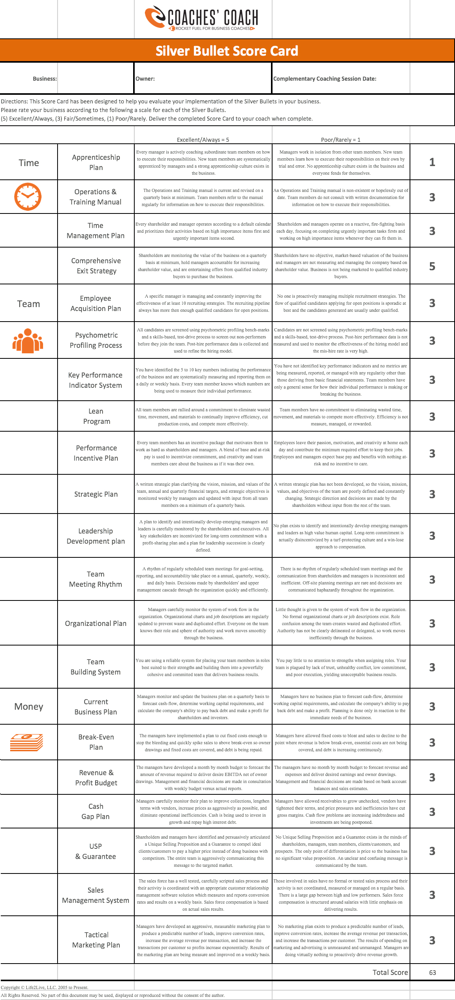 COACHES' COACH
ROCKET FUEL FOR BUSINESS COACHES
Silver Bullet Score Card
Business:
Owner:
Complementary Coaching Session Date:
Directions: This Score Card has been designed to help you evaluate your implementation of the Silver Bullets in your business.
Please rate your business according to the following a scale for each of the Silver Bullets.
(5) Excellent/Always, (3) Fair/Sometimes, (1) Poor/Rarely. Deliver the completed Score Card to your coach when complete.
Excellent/Always = 5
Poor/Rarely = 1
Time
Apprenticeship
Plan
Every manager is actively coaching subordinate team members on how
to execute their responsibilities. New team members are systematically
apprenticed by managers and a strong apprenticeship culture exists in
the business.
Managers work in isolation from other team members. New team
members learn how to execute their responsibilities on their own by
trial and error. No apprenticeship culture exists in the business and
everyone fends for themselves.
1
Operations &
Training Manual
The Operations and Training manual is current and revised on a
quarterly basis at minimum. Team members refer to the manual
regularly for information on how to execute their responsibilities.
An Operations and Training manual is non-existent or hopelessly out of
date. Team members do not consult with written documentation for
information on how to execute their responsibilities.
3
Time
Management Plan
Every shareholder and manager operates according to a default calendar
and prioritizes their activities based on high importance items first and
urgently important items second.
Shareholders and managers operate on a reactive, fire-fighting basis
each day, focusing on completing urgently important tasks firsts and
working on high importance items whenever they can fit them in.
3
Comprehensive
Exit Strategy
Shareholders are monitoring the value of the business on a quarterly
basis at minimum, hold managers accountable for increasing
shareholder value, and are entertaining offers from qualified industry
buyers to purchase the business.
Shareholders have no objective, market-based valuation of the business
and managers are not measuring and managing the company based on
shareholder value. Business is not being marketed to qualified industry
buyers.
5
Team
Employee
Acquisition Plan
A specific manager is managing and constantly improving the
effectiveness of at least 10 recruiting strategies. The recruiting pipeline
always has more then enough qualified candidates for open positions.
No one is proactively managing multiple recruitment strategies. The
flow of qualified candidates applying for open positions is sporadic at
best and the candidates generated are usually under qualified.
3
Psychometric
Profiling Process
All candidates are screened using psychometric profiling bench-marks
and a skills-based, test-drive process to screen out non-performers
before they join the team. Post-hire performance data is collected and
used to refine the hiring model.
Candidates are not screened using psychometric profiling bench-marks
and a skills-based, test-drive process. Post-hire performance data is not
measured and used to monitor the effectiveness of the hiring model and
the mis-hire rate is very high.
3
Key Performance
Indicator System
You have identified the 5 to 10 key numbers indicating the performance
of the business and are systematically measuring and reporting them on
a daily or weekly basis. Every team member knows which numbers are
being used to measure their individual performance.
You have not identified key performance indicators and no metrics are
being measured, reported, or managed with any regularity other than
those deriving from basic financial statements. Team members have
only a general sense for how their individual performance is making or
breaking the business.
3
Lean
Program
All team members are rallied around a commitment to eliminate wasted
time, movement, and materials to continually improve efficiency, cut
production costs, and compete more effectively.
Team members have no commitment to eliminating wasted time,
movement, and materials to compete more effectively. Efficiency is not
measure, managed, or rewarded.
3
Performance
Incentive Plan
Every team members has an incentive package that motivates them to
work as hard as shareholders and managers. A blend of base and at-risk
pay is used to incentivize commitment, and creativity and team
members care about the business as if it was their own.
Employees leave their passion, motivation, and creativity at home each
day and contribute the minimum required effort to keep their jobs.
Employees and managers expect base pay and benefits with nothing at-
risk and no incentive to care.
3
Strategic Plan
A written strategic plan clarifying the vision, mission, and values of the
team, annual and quarterly financial targets, and strategic objectives is
monitored weekly by managers and updated with input from all team
members on a minimum of a quarterly basis.
A written strategic plan has not been developed, so the vision, mission,
values, and objectives of the team are poorly defined and constantly
changing. Strategic direction and decisions are made by the
shareholders without input from the rest of the team.
3
Leadership
Development plan
A plan to identify and intentionally develop emerging managers and
leaders is carefully monitored by the shareholders and executives. All
key stakeholders are incentivized for long-term commitment with a
profit-sharing plan and a plan for leadership succession is clearly
defined.
No plan exists to identify and intentionally develop emerging managers
and leaders as high value human capital. Long-term commitment is
actually disincentivized by a turf-protecting culture and a win-lose
approach to compensation.
3
Team
Meeting Rhythm
A rhythm of regularly scheduled team meetings for goal-setting,
reporting, and accountability take place on a annual, quarterly, weekly,
and daily basis. Decisions made by shareholders' and upper
management cascade through the organization quickly and efficiently.
There is no rhythm of regularly scheduled team meetings and the
communication from shareholders and managers is inconsistent and
inefficient. Off-site planning meetings are rare and decisions are
communicated haphazardly throughout the organization.
3
Organizational Plan
Managers carefully monitor the system of work flow in the
organization. Organizational charts and job descriptions are regularly
updated to prevent waste and duplicated effort. Everyone on the team
knows their role and sphere of authority and work moves smoothly
through the business.
Little thought is given to the system of work flow in the organization.
No formal organizational charts or job descriptions exist. Role
confusion among the team creates wasted and duplicated effort.
Authority has not be clearly delineated or delegated, so work moves
inefficiently through the business.
3
Team
Building System
You are using a reliable system for placing your team members in roles
best suited to their strengths and building them into a powerfully
cohesive and committed team that delivers business results.
You pay little to no attention to strengths when assigning roles. Your
team is plagued by lack of trust, unhealthy conflict, low commitment,
and poor execution, yielding unacceptable business results.
3
Money
Current
Business Plan
Managers monitor and update the business plan on a quarterly basis to
forecast cash-flow, determine working capital requirements, and
calculate the company's ability to pay back debt and make a profit for
shareholders and investors.
Managers have no business plan to forecast cash-flow, determine
working capital requirements, and calculate the company's ability to pay
back debt and make a profit. Planning is done only in reaction to the
immediate needs of the business.
3
Break-Even
Plan
The managers have implemented a plan to cut fixed costs enough to
stop the bleeding and quickly spike sales to above break-even so owner
drawings and fixed costs are covered, and debt is being repaid.
Managers have allowed fixed costs to bloat and sales to decline to the
point where revenue is below break-even, essential costs are not being
covered, and debt is increasing continuously.
3
Revenue &
Profit Budget
The managers have developed a month by month budget to forecast the
amount of revenue required to deliver desire EBITDA net of owner
drawings. Management and financial decisions are made in consultation
with weekly budget versus actual reports.
The managers have no month by month budget to forecast revenue and
expenses and deliver desired earnings and owner drawings.
Management and financial decisions are made based on bank account
balances and sales estimates.
3
Cash
Gap Plan
Managers carefully monitor their plan to improve collections, lengthen
terms with vendors, increase prices as aggressively as possible, and
eliminate operational inefficiencies. Cash is being used to invest in
growth and repay high interest debt.
Managers have allowed receivables to grow unchecked, vendors have
tightened their terms, and price pressures and inefficiencies have cut
gross margins. Cash flow problems are increasing indebtedness and
investments are being postponed.
3
USP
& Guarantee
Shareholders and managers have identified and persuasively articulated
a Unique Selling Proposition and a Guarantee to compel ideal
clients/customers to pay a higher price instead of dong business with
competitors. The entire team is aggressively communicating this
message to the targeted market.
No Unique Selling Proposition and a Guarantee exists in the minds of
shareholders, managers, team members, clients/customers, and
prospects. The only point of differentiation is price so the business has
no significant value proposition. An unclear and confusing message is
communicated by the team.
3
Sales
Management System
The sales force has a well tested, carefully scripted sales process and
their activity is coordinated with an appropriate customer relationship
management software solution which measures and reports conversion
rates and results on a weekly basis. Sales force compensation is based
on actual sales results.
Those involved in sales have no formal or tested sales process and their
activity is not coordinated, measured or managed on a regular basis.
There is a large gap between high and low performers. Sales force
compensation is structured around salaries with little emphasis on
delivering results.
3
Tactical
Marketing Plan
Managers have developed an aggressive, measurable marketing plan to
produce a predictable number of leads, improve conversion rates,
increase the average revenue per transaction, and increase the
transactions per customer so profits increase exponentially. Results of
the marketing plan are being measure and improved on a weekly basis.
No marketing plan exists to produce a predictable number of leads,
improve conversion rates, increase the average revenue per transaction,
and increase the transactions per customer. The results of spending on
marketing and advertising is unmeasured and unmanaged. Managers are
doing virtually nothing to proactively drive revenue growth.
3
Total Score
63
Copyright © Life2Live, LLC. 2005 to Present.
All Rights Reserved. No part of this document may be used, displayed or reproduced without the consent of the author.